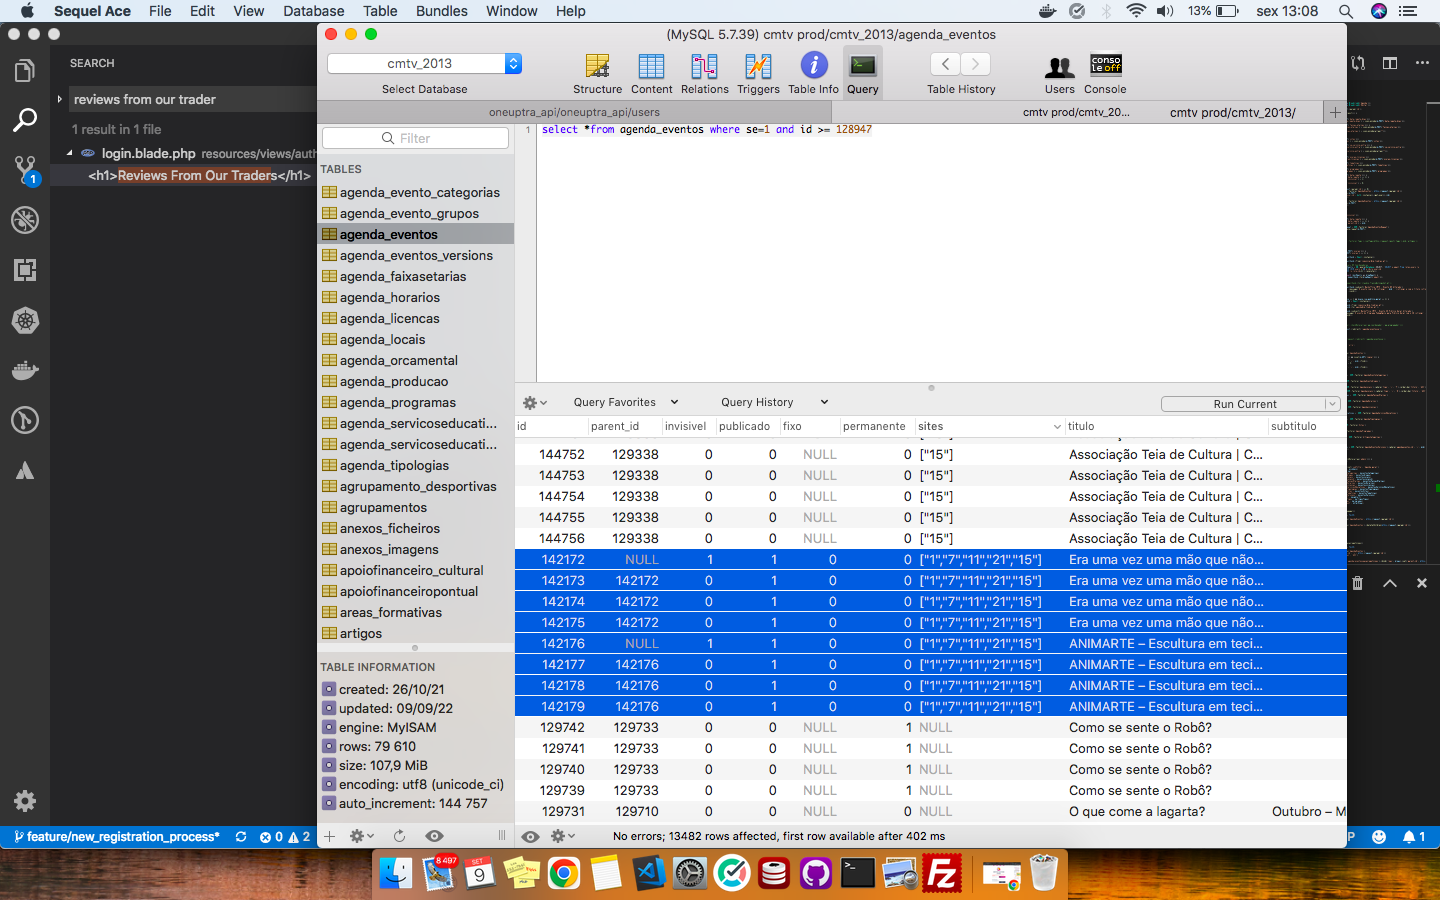 Sequel Ace File Edit View Database Table Bundles Window Help 13% sex 13:08
(MySQL 5.7.39) cmtv prod/cmtv_2013/agenda_eventos
cmtv_2013
Select Database
Structure Content Relations Triggers Table Info Query Table History Users Console
conso
le off
oneuptra_api/oneuptra_api/users
cmtv prod/cmtv_20...
cmtv prod/cmtv_2013/
SEARCH
reviews from our trader
1 result in 1 file
login.blade.php resources/views/auth
<h1>Reviews From Our Traders</h1>
1
Filter
1 select *from agenda_eventos where se=1 and id >= 128947
TABLES
agenda_evento_categorias
agenda_evento_grupos
agenda_eventos
agenda_eventos_versions
agenda_faixasetarias
agenda_horarios
agenda_licencas
agenda_locais
agenda_orcamental
agenda_producao
agenda_programas
agenda_servicoseducati...
agenda_servicoseducati...
agenda_tipologias
agrupamento_desportivas
agrupamentos
anexos_ficheiros
anexos_imagens
apoiofinanceiro_cultural
apoiofinanceiropontual
areas_formativas
artigos
TABLE INFORMATION
created: 26/10/21
updated: 09/09/22
engine: MyISAM
rows: 79 610
size: 107,9 MiB
encoding: utf8 (unicode_ci)
auto_increment: 144 757
Query Favorites Query History Run Current
id parent_id invisivel publicado fixo permanente sites titulo subtitulo
144752 129338 0 0 NULL 0 ["15"] Associação Teia de Cultura | C...
144753 129338 0 0 NULL 0 ["15"] Associação Teia de Cultura | C...
144754 129338 0 0 NULL 0 ["15"] Associação Teia de Cultura | C...
144755 129338 0 0 NULL 0 ["15"] Associação Teia de Cultura | C...
144756 129338 0 0 NULL 0 ["15"] Associação Teia de Cultura | C...
142172 NULL 1 1 0 0 ["1","7","11","21","15"] Era uma vez uma mão que não...
142173 142172 0 1 0 0 ["1","7","11","21","15"] Era uma vez uma mão que não...
142174 142172 0 1 0 0 ["1","7","11","21","15"] Era uma vez uma mão que não...
142175 142172 0 1 0 0 ["1","7","11","21","15"] Era uma vez uma mão que não...
142176 NULL 1 1 0 0 ["1","7","11","21","15"] ANIMARTE – Escultura em teci...
142177 142176 0 1 0 0 ["1","7","11","21","15"] ANIMARTE – Escultura em teci...
142178 142176 0 1 0 0 ["1","7","11","21","15"] ANIMARTE – Escultura em teci...
142179 142176 0 1 0 0 ["1","7","11","21","15"] ANIMARTE – Escultura em teci...
129742 129733 0 0 NULL 1 NULL Como se sente o Robô?
129741 129733 0 0 NULL 1 NULL Como se sente o Robô?
129740 129733 0 0 NULL 1 NULL Como se sente o Robô?
129739 129733 0 0 NULL 1 NULL Como se sente o Robô?
129731 129710 0 0 NULL 0 NULL O que come a lagarta? Outubro – M
No errors; 13482 rows affected, first row available after 402 ms
feature/new_registration_process* 0 2
P 1
8 497
SET
9